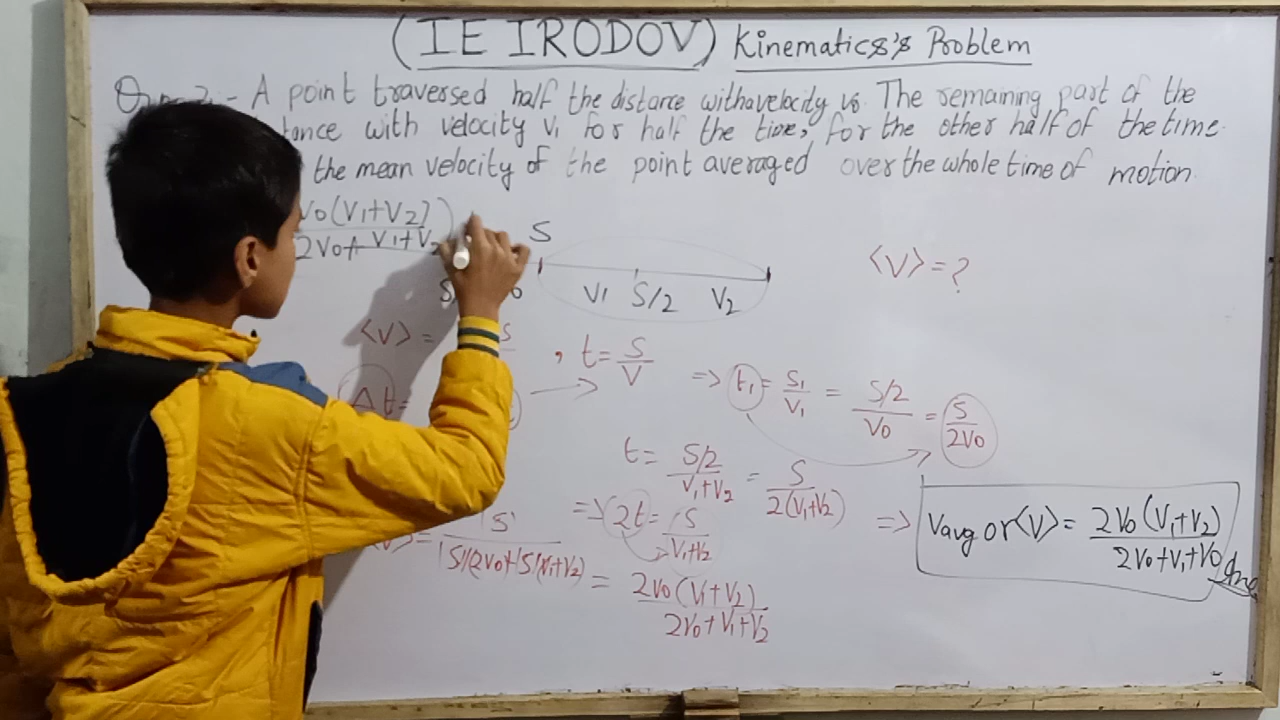 (IE IRODOV) Kinematics's Problem
2:- A point traversed half the distance with a velocity v0. The remaining part of the
tance with velocity V1 for half the time, for the other half of the time.
the mean velocity of the point averaged over the whole time of motion.
V0(V1+V2)
2V0+V1+V2
S
<V>=?
V1 S/2 V2
<V>=
, t= S/V => t1= S1/V1 = S/2/V0 = S/2V0
Δt=
t= S/2/V1+V2 = S/2(V1+V2)
=> 2t= S/V1+V2
=> Vavg or <V>= 2V0(V1+V2)/2V0+V1+V0
<V>= S/S/(2V0)+S/(V1+V2) = 2V0(V1+V2)/2V0+V1+V2